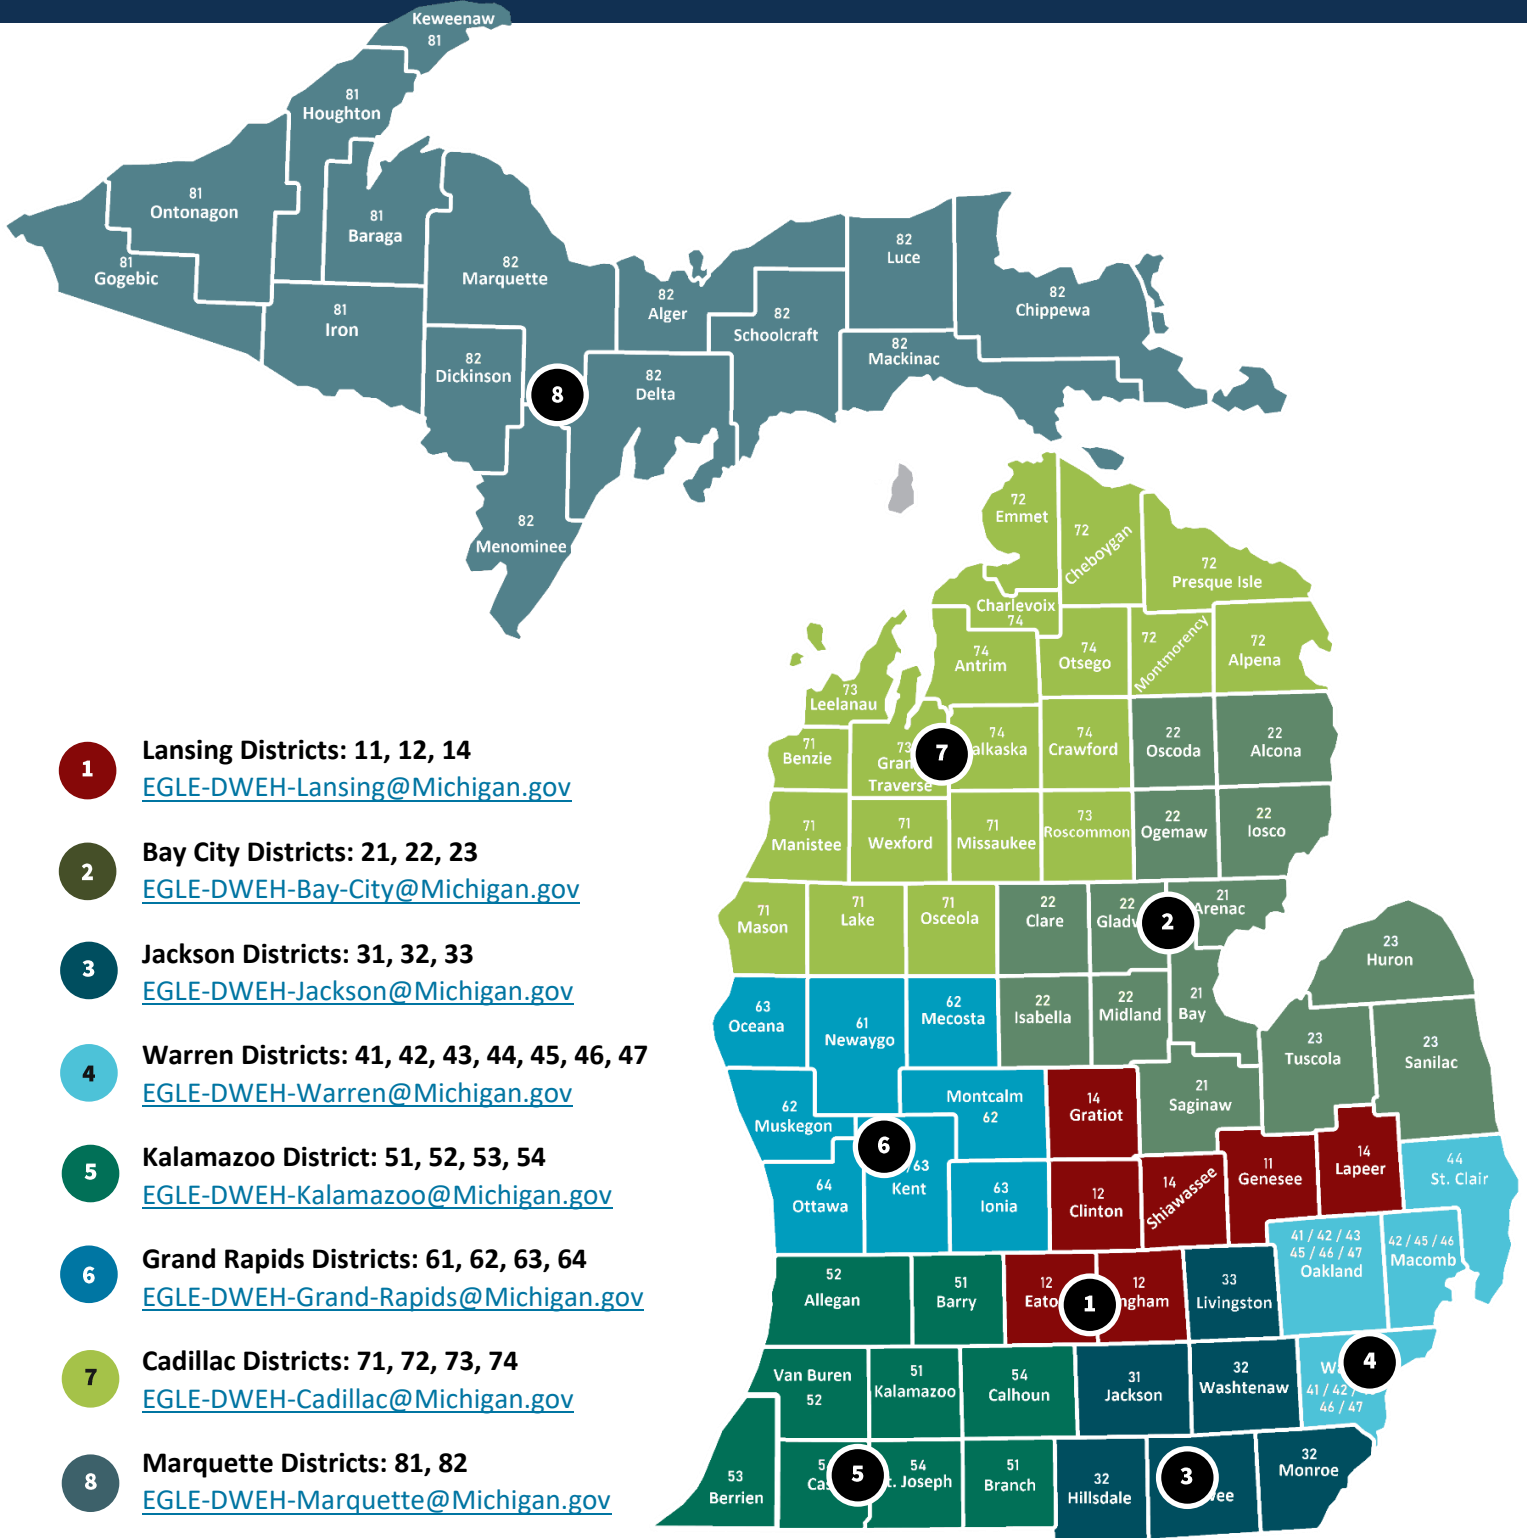 Keweenaw
81
81
Houghton
81
Ontonagon
81
Baraga
81
Gogebic
82
Marquette
81
Iron
82
Dickinson
8
82
Alger
82
Schoolcraft
82
Luce
82
Chippewa
82
Mackinac
82
Delta
82
Menominee
72
Emmet
72
Cheboygan
72
Presque Isle
Charlevoix
74
74
Antrim
74
Otsego
72
Montmorency
72
Alpena
73
Leelanau
71
Benzie
73
Traverse
7
74
alkaska
74
Crawford
22
Oscoda
22
Alcona
71
Manistee
71
Wexford
71
Missaukee
73
Roscommon
22
Ogemaw
22
Iosco
71
Mason
71
Lake
71
Osceola
22
Clare
22
Gladw
2
21
Arenac
63
Oceana
61
Newaygo
62
Mecosta
22
Isabella
22
Midland
21
Bay
23
Huron
23
Tuscola
23
Sanilac
62
Muskegon
Montcalm
62
14
Gratiot
21
Saginaw
6
64
Ottawa
/63
Kent
63
Ionia
12
Clinton
14
Shiawassee
11
Genesee
14
Lapeer
44
St. Clair
52
Allegan
51
Barry
12
Eato
1
12
ngham
33
Livingston
41 / 42 / 43
45 / 46 / 47
Oakland
42 / 45 / 46
Macomb
Van Buren
52
51
Kalamazoo
54
Calhoun
31
Jackson
32
Washtenaw
4
41 / 42 /
46 / 47
53
Berrien
5
Cas
5
54
t. Joseph
51
Branch
32
Hillsdale
3
ee
32
Monroe
1
Lansing Districts: 11, 12, 14
EGLE-DWEH-Lansing@Michigan.gov
2
Bay City Districts: 21, 22, 23
EGLE-DWEH-Bay-City@Michigan.gov
3
Jackson Districts: 31, 32, 33
EGLE-DWEH-Jackson@Michigan.gov
4
Warren Districts: 41, 42, 43, 44, 45, 46, 47
EGLE-DWEH-Warren@Michigan.gov
5
Kalamazoo District: 51, 52, 53, 54
EGLE-DWEH-Kalamazoo@Michigan.gov
6
Grand Rapids Districts: 61, 62, 63, 64
EGLE-DWEH-Grand-Rapids@Michigan.gov
7
Cadillac Districts: 71, 72, 73, 74
EGLE-DWEH-Cadillac@Michigan.gov
8
Marquette Districts: 81, 82
EGLE-DWEH-Marquette@Michigan.gov